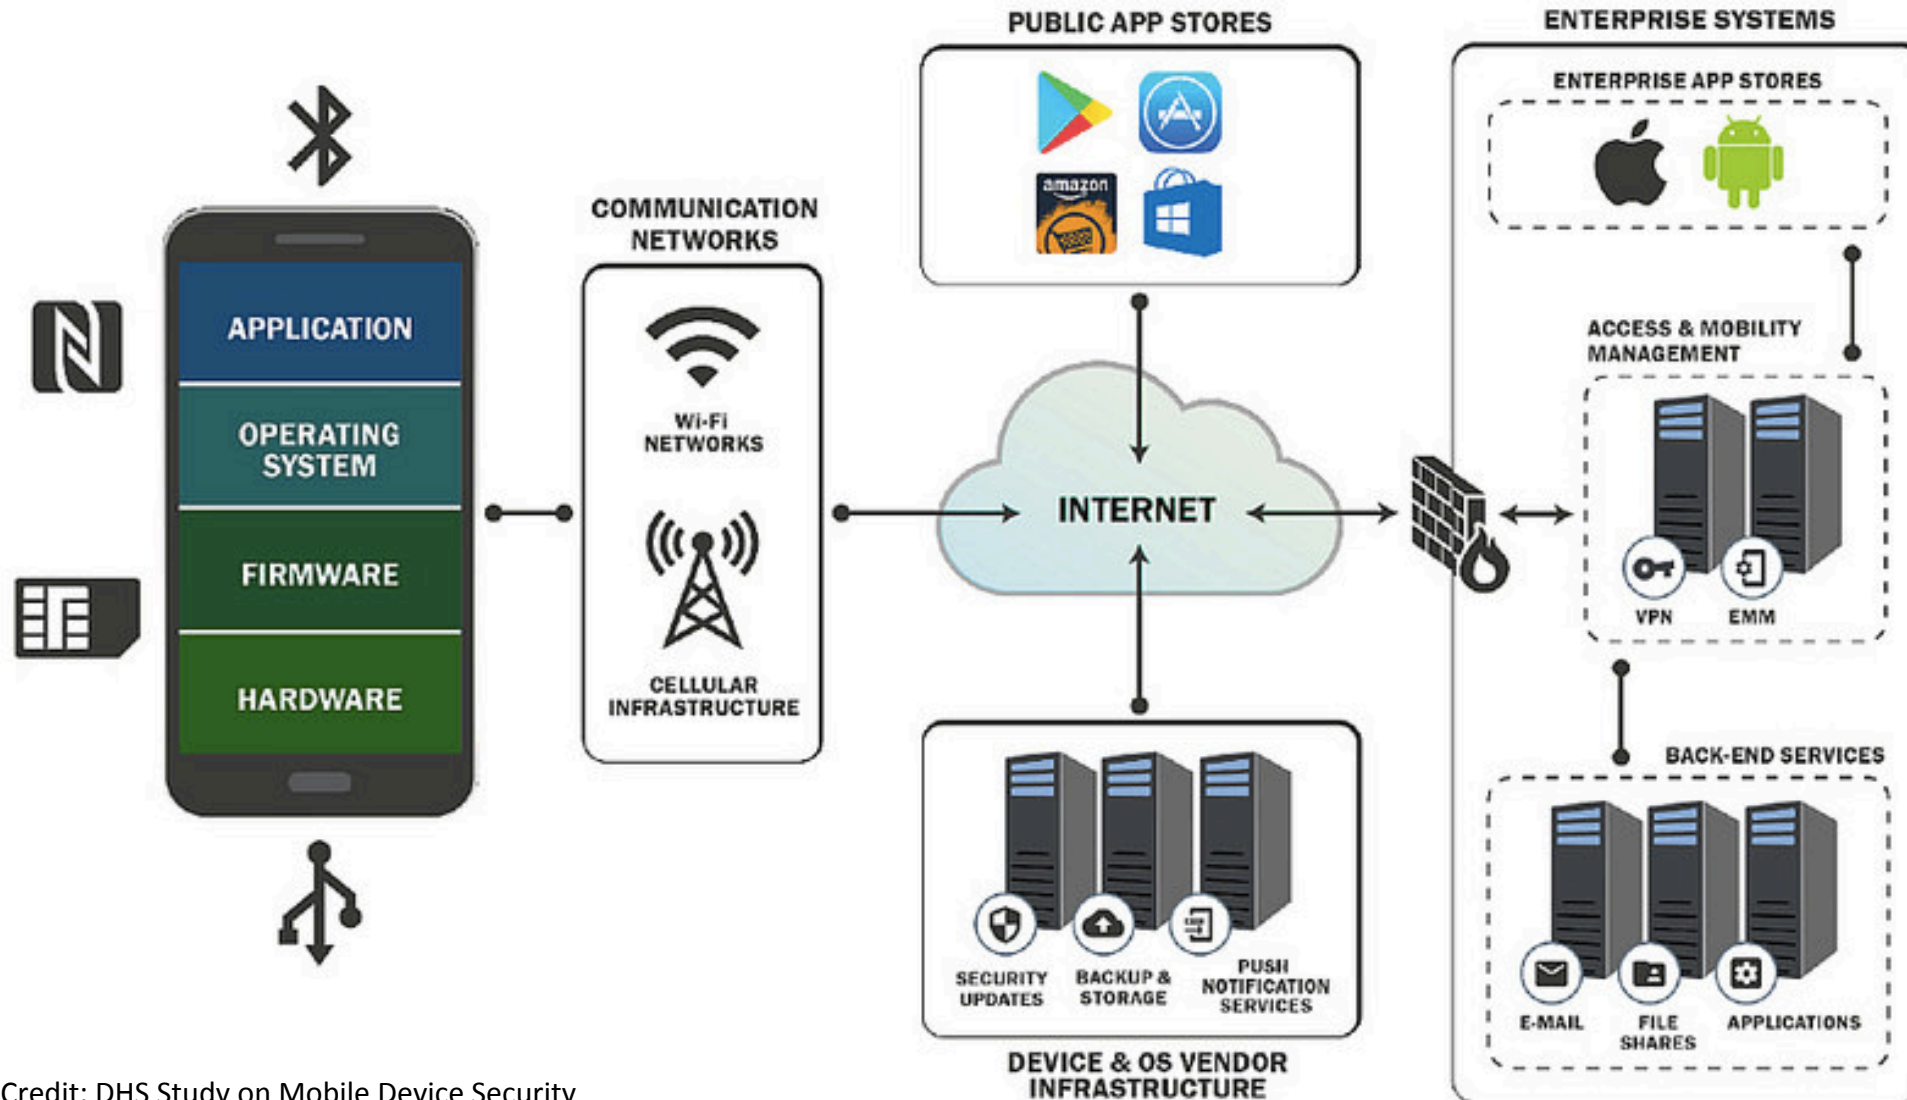 PUBLIC APP STORES
amazon
ENTERPRISE SYSTEMS
ENTERPRISE APP STORES
COMMUNICATION
NETWORKS
Wi-Fi
NETWORKS
CELLULAR
INFRASTRUCTURE
APPLICATION
OPERATING
SYSTEM
FIRMWARE
HARDWARE
INTERNET
ACCESS & MOBILITY
MANAGEMENT
VPN
EMM
BACK-END SERVICES
E-MAIL
FILE
SHARES
APPLICATIONS
SECURITY
UPDATES
BACKUP &
STORAGE
PUSH
NOTIFICATION
SERVICES
DEVICE & OS VENDOR
INFRASTRUCTURE
Credit: DHS Study on Mobile Device Security